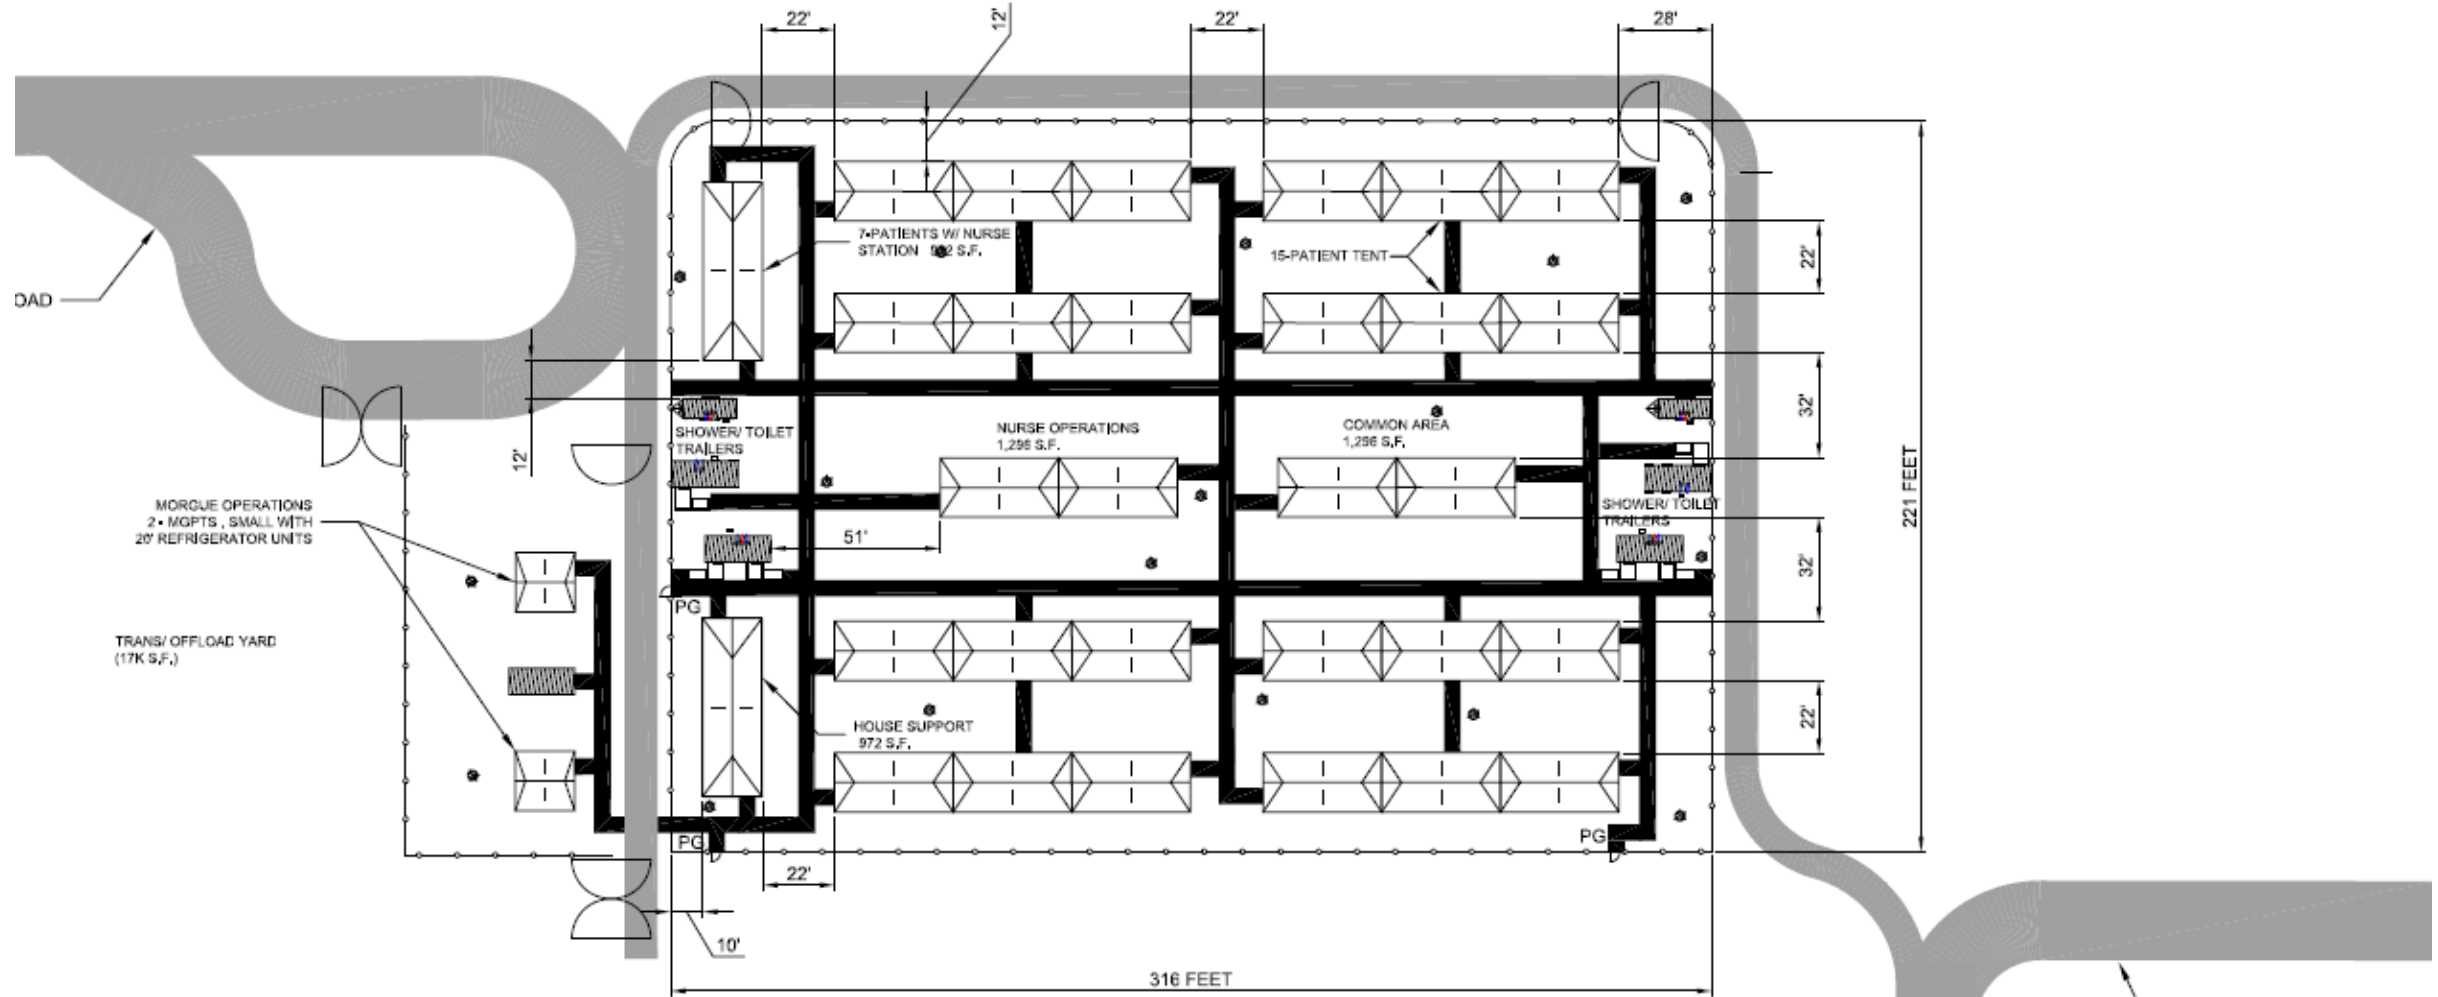 22'
12'
22'
28'
7-PATIENTS W/ NURSE
STATION S.F.
15-PATIENT TENT
22'
OAD
32'
12'
SHOWER/ TOILET
TRAILERS
NURSE OPERATIONS
1,296 S.F.
COMMON AREA
1,296 S.F.
221 FEET
MORGUE OPERATIONS
2 - MGPTS , SMALL WITH
20' REFRIGERATOR UNITS
SHOWER/ TOILET
TRAILERS
51'
32'
PG
TRANS/ OFFLOAD YARD
(17K S.F.)
22'
HOUSE SUPPORT
972 S.F.
PG
PG
22'
10'
316 FEET